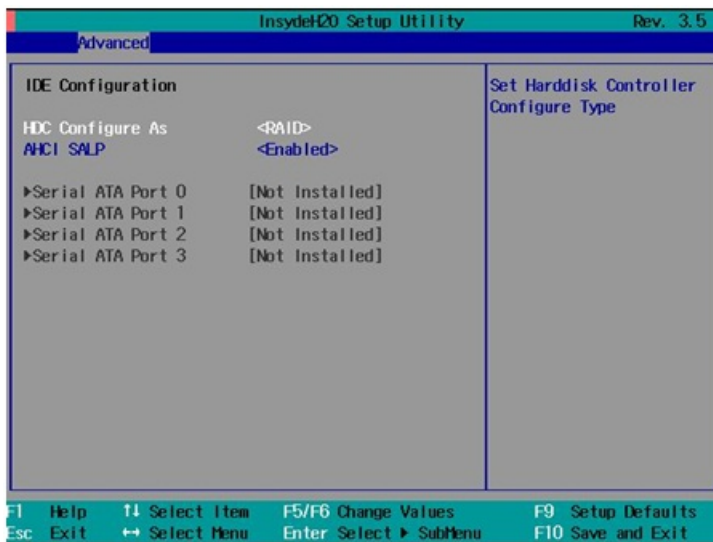 InsydeH2O Setup Utility Rev. 3.5
Advanced
IDE Configuration
HDC Configure As <RAID>
AHCI SALP <Enabled>
▶Serial ATA Port 0 [Not Installed]
▶Serial ATA Port 1 [Not Installed]
▶Serial ATA Port 2 [Not Installed]
▶Serial ATA Port 3 [Not Installed]
Set Harddisk Controller
Configure Type
F1 Help ↑↓ Select Item F5/F6 Change Values F9 Setup Defaults
Esc Exit ↔ Select Menu Enter Select ▶ SubMenu F10 Save and Exit